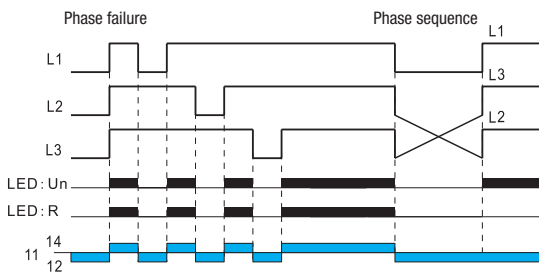 Phase failure
Phase sequence
L1
L1
L3
L2
L2
L3
LED: Un
LED: R
14
11
12